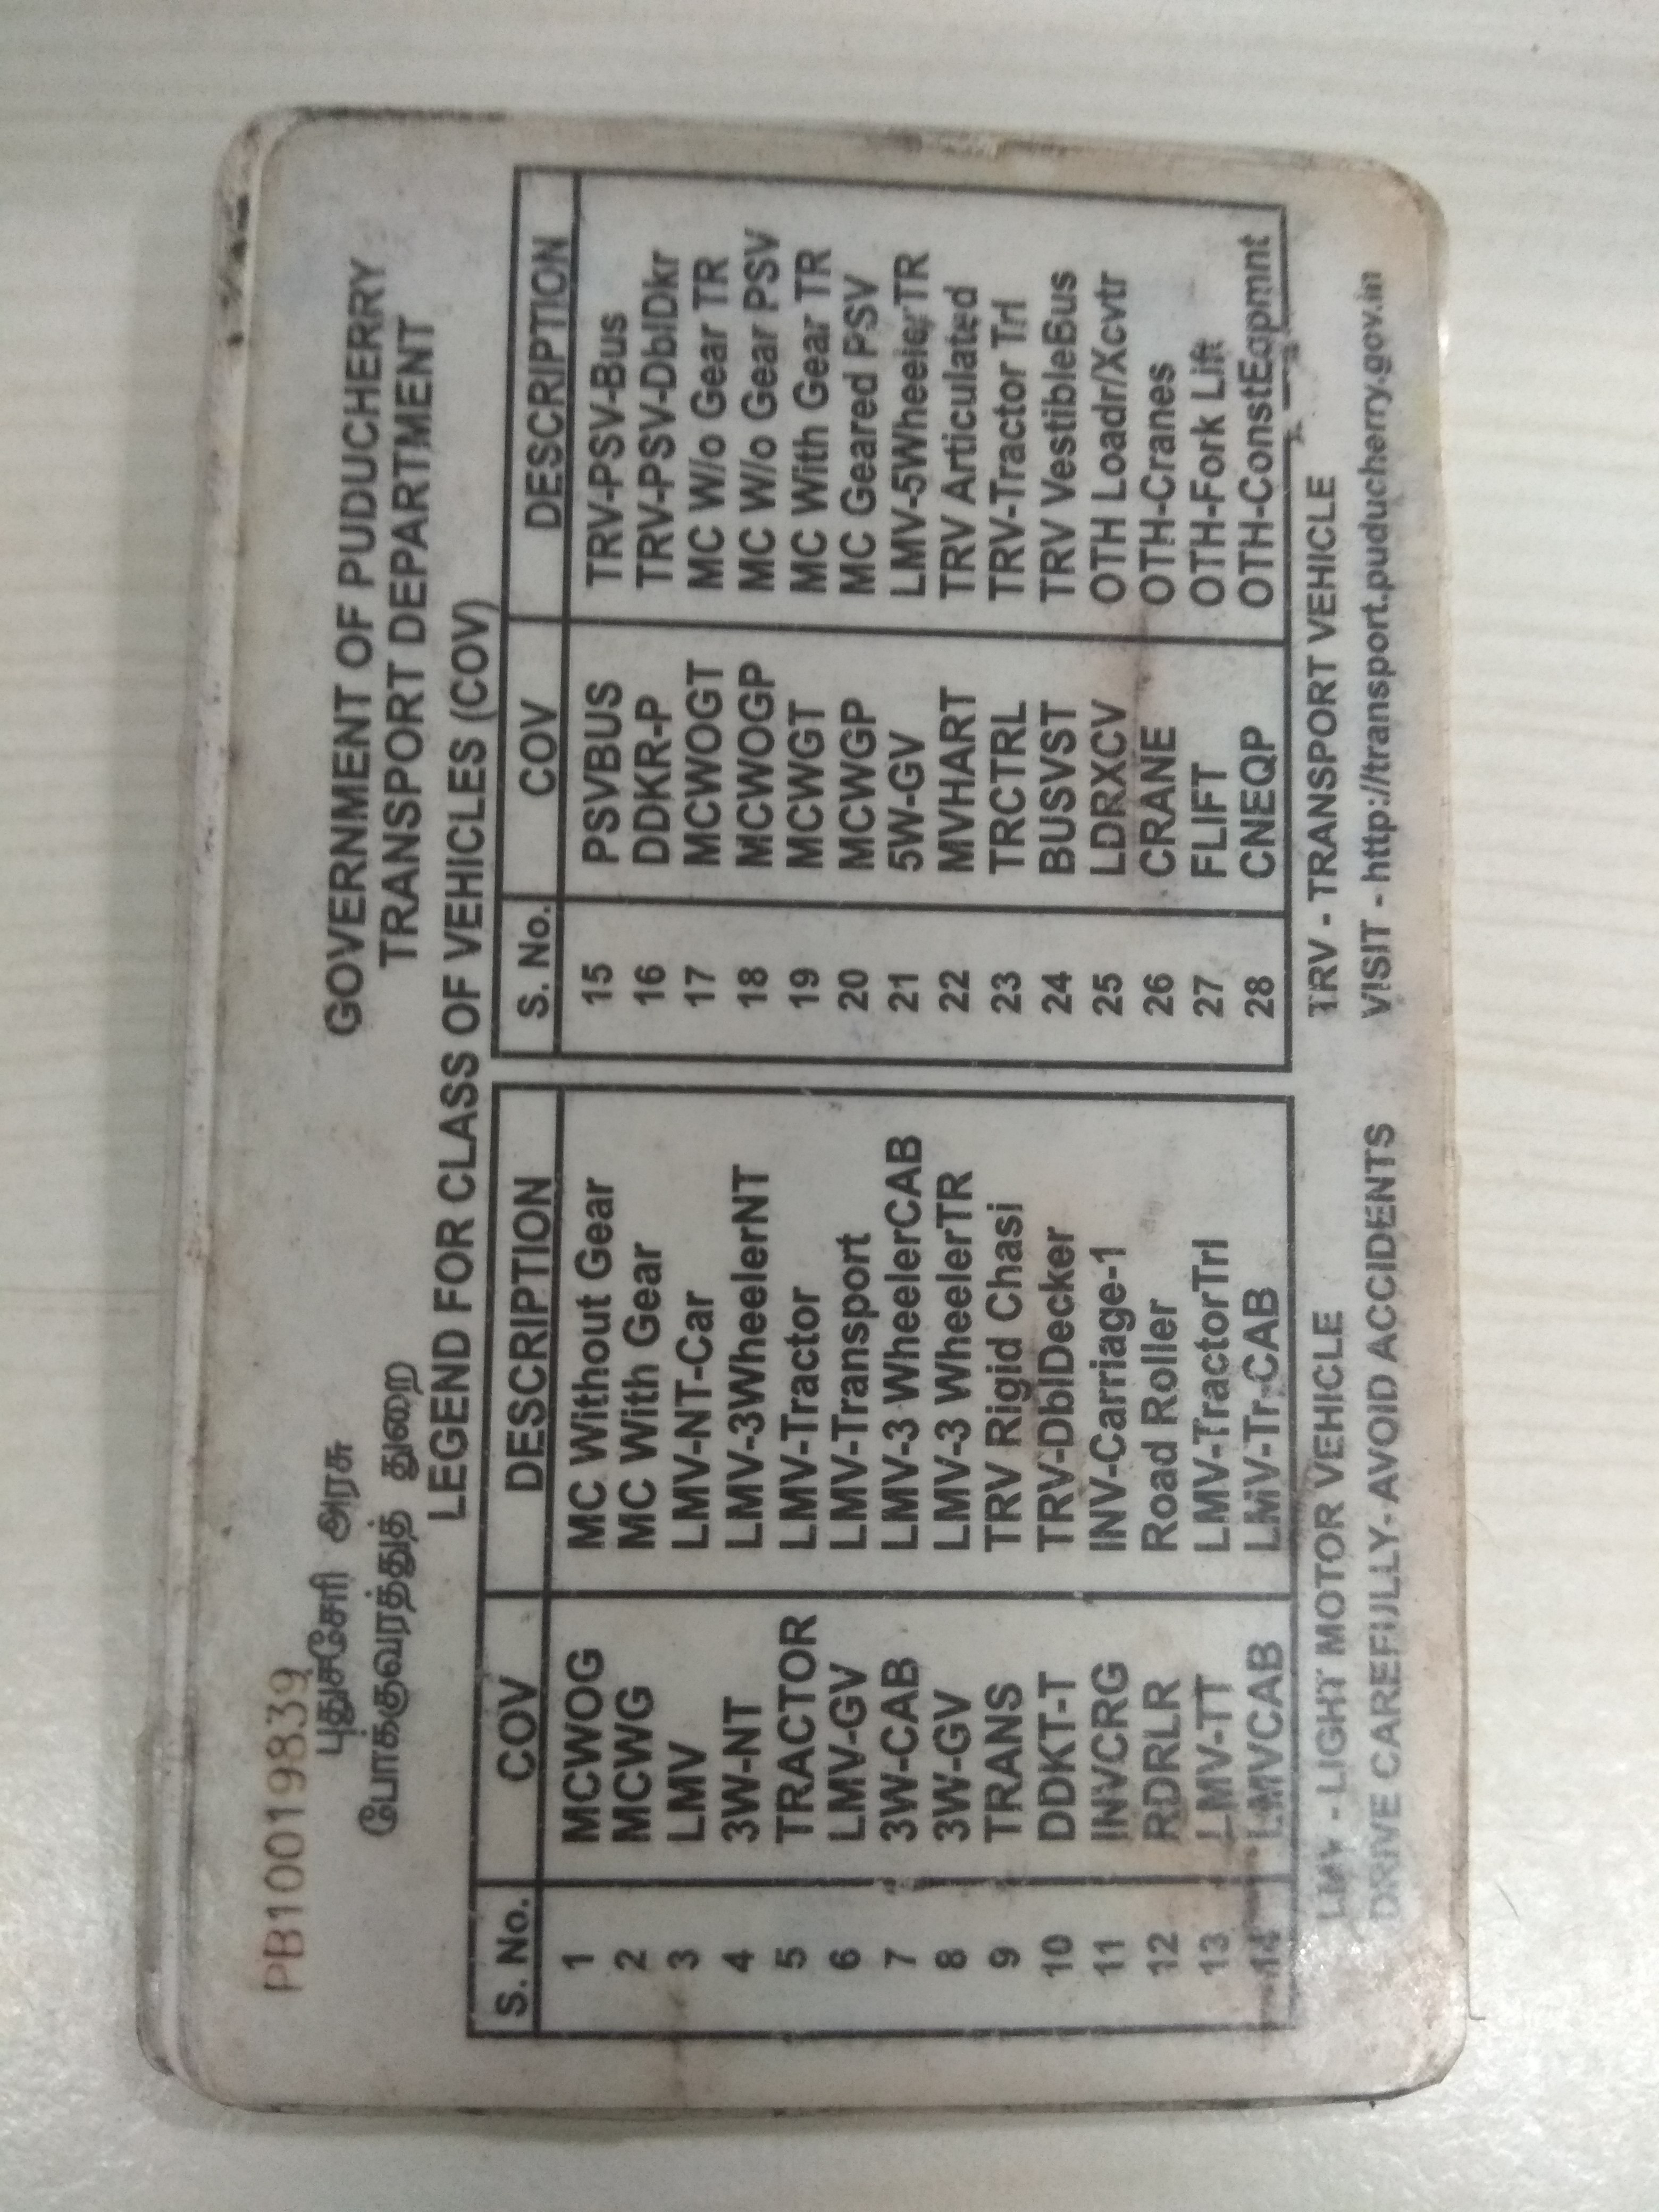 PB10019839
புதுச்சேரி அரசு GOVERNMENT OF PUDUCHERRY
போக்குவரத்துத் துறை TRANSPORT DEPARTMENT
LEGEND FOR CLASS OF VEHICLES (COV)
S. No. COV DESCRIPTION
1 MCWOG MC Without Gear
2 MCWG MC With Gear
3 LMV LMV-NT-Car
4 3W-NT LMV-3WheelerNT
5 TRACTOR LMV-Tractor
6 LMV-GV LMV-Transport
7 3W-CAB LMV-3 WheelerCAB
8 3W-GV LMV-3 WheelerTR
9 TRANS TRV Rigid Chasi
10 DDKT-T TRV-DblDecker
11 INVCRG INV-Carriage-1
12 RDRLR Road Roller
13 LMV-TT LMV-TractorTrl
14 LMVCAB LMV-Tr-CAB
S. No. COV DESCRIPTION
15 PSVBUS TRV-PSV-Bus
16 DDKR-P TRV-PSV-DblDkr
17 MCWOGT MC W/o Gear TR
18 MCWOGP MC W/o Gear PSV
19 MCWGT MC With Gear TR
20 MCWGP MC Geared PSV
21 5W-GV LMV-5WheelerTR
22 MVHART TRV Articulated
23 TRCTRL TRV-Tractor Trl
24 BUSVST TRV VestibleBus
25 LDRXCV OTH Loadr/Xcvtr
26 CRANE OTH-Cranes
27 FLIFT OTH-Fork Lift
28 CNEQP OTH-ConstEqpmnt
LMV - LIGHT MOTOR VEHICLE TRV - TRANSPORT VEHICLE
DRIVE CAREFULLY-AVOID ACCIDENTS VISIT - http://transport.puducherry.gov.in